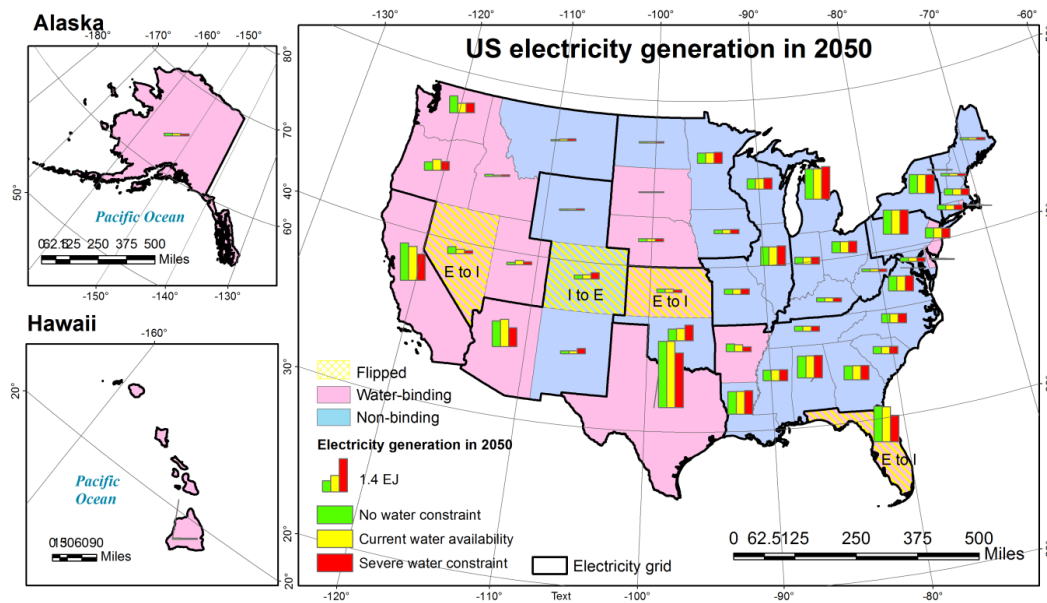 Alaska
-180°
-170°
-160°
-150°
80°
70°
60°
50°
Pacific Ocean
0 62.5125 250 375 500
Miles
-150°
-140°
-130°
Hawaii
-160°
20°
20°
Pacific
Ocean
Miles
-130°
-120°
-110°
-100°
-90°
-80°
-70°
-60°
US electricity generation in 2050
40°
30°
E to I
I to E
E to I
E to I
Flipped
Water-binding
Non-binding
Electricity generation in 2050
1.4 EJ
No water constraint
Current water availability
Severe water constraint
Electricity grid
0 62.5125 250 375 500
Miles
-120°
-110°
Text
-100°
-90°
-80°